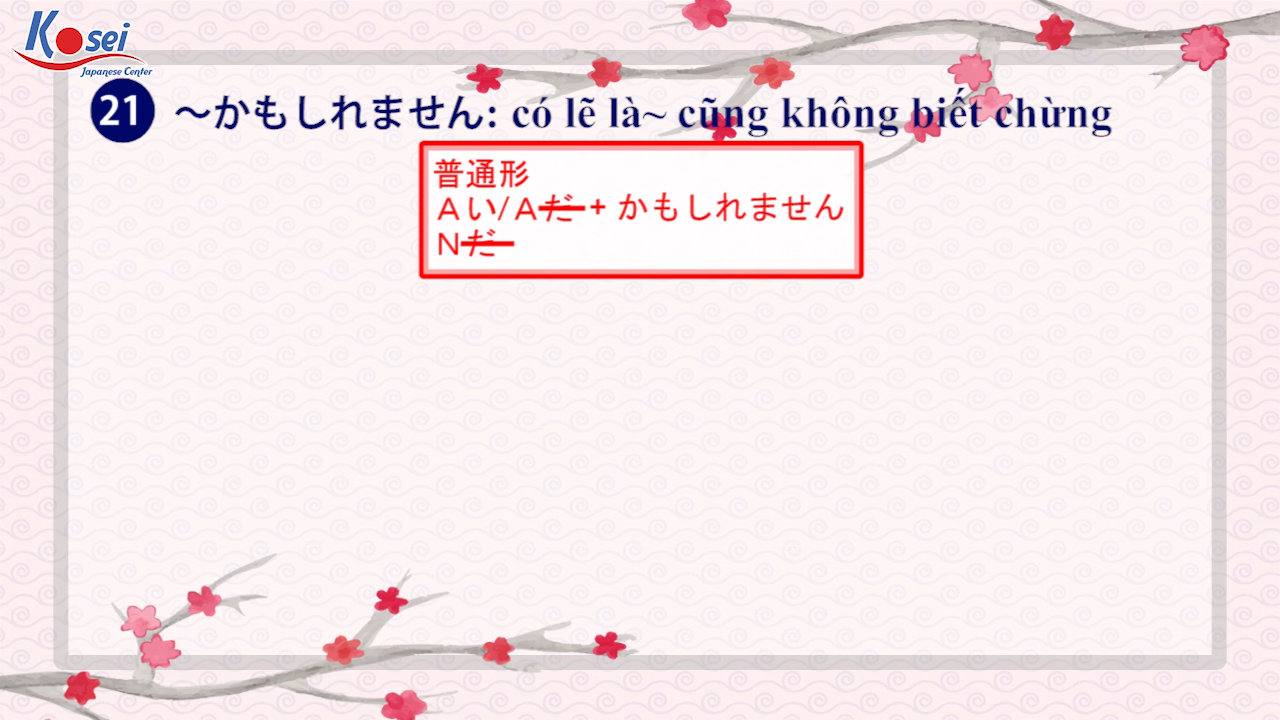 Kosei
Japanese Center
21 ～かもしれません: có lẽ là~ cũng không biết chừng
普通形
Aい/Aだ + かもしれません
Nだ